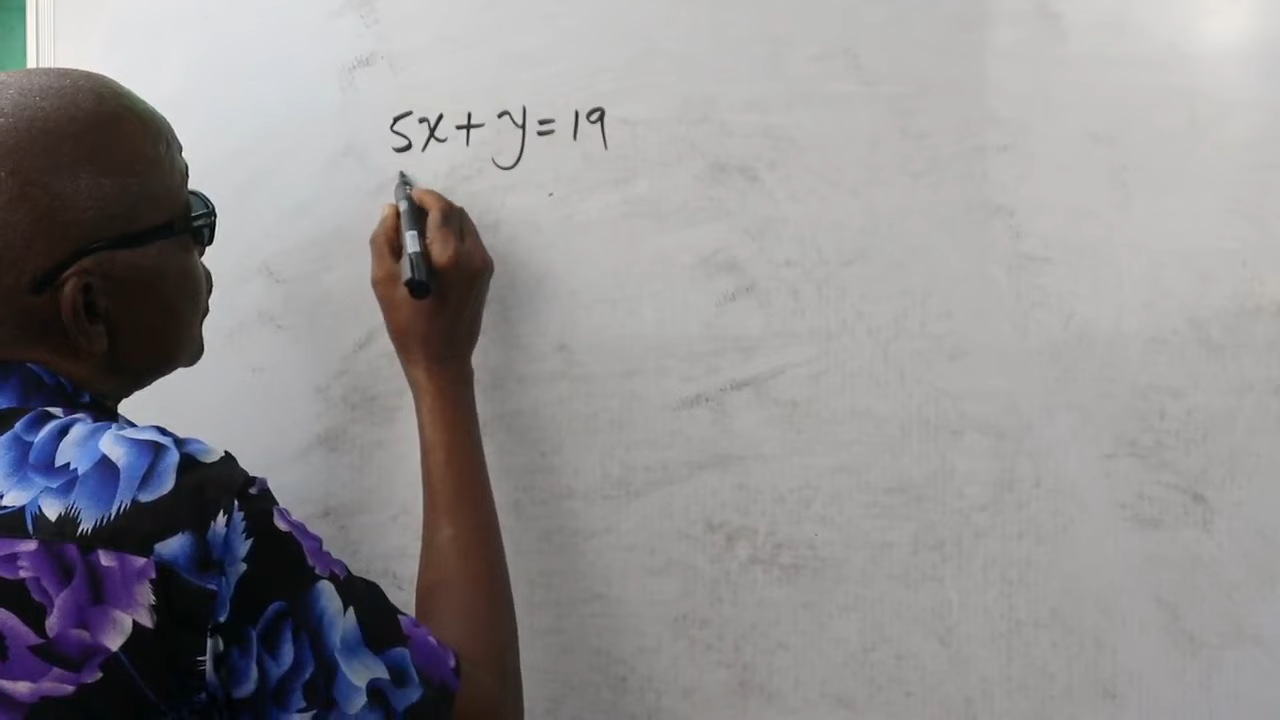 5x + y = 19